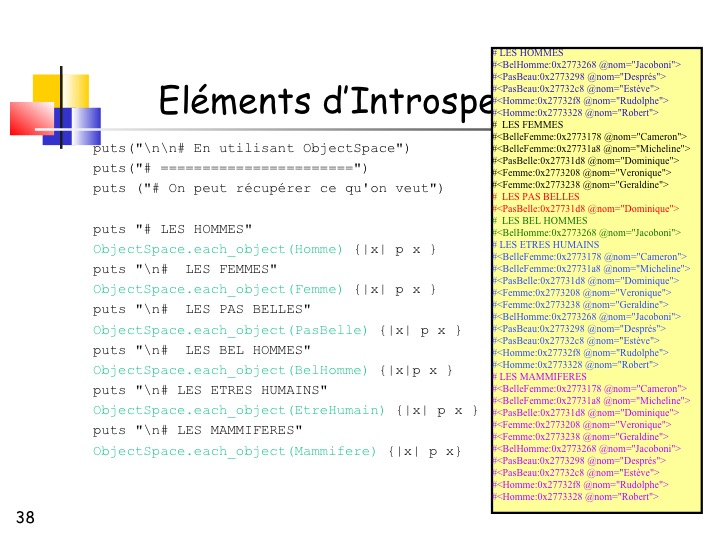 Eléments d'Introspe
puts("\n\n# En utilisant ObjectSpace")
puts("# =======================")
puts ("# On peut récupérer ce qu'on veut")
puts "# LES HOMMES"
ObjectSpace.each_object(Homme) {|x| p x }
puts "\n#  LES FEMMES"
ObjectSpace.each_object(Femme) {|x| p x }
puts "\n#  LES PAS BELLES"
ObjectSpace.each_object(PasBelle) {|x| p x }
puts "\n#  LES BEL HOMMES"
ObjectSpace.each_object(BelHomme) {|x|p x }
puts "\n# LES ETRES HUMAINS"
ObjectSpace.each_object(EtreHumain) {|x| p x }
puts "\n# LES MAMMIFERES"
ObjectSpace.each_object(Mammifere) {|x| p x}
# LES HOMMES
#<BelHomme:0x2773268 @nom="Jacoboni">
#<PasBeau:0x2773298 @nom="Després">
#<PasBeau:0x27732c8 @nom="Estève">
#<Homme:0x27732f8 @nom="Rudolphe">
#<Homme:0x2773328 @nom="Robert">
#  LES FEMMES
#<BelleFemme:0x2773178 @nom="Cameron">
#<BelleFemme:0x27731a8 @nom="Micheline">
#<PasBelle:0x27731d8 @nom="Dominique">
#<Femme:0x2773208 @nom="Veronique">
#<Femme:0x2773238 @nom="Geraldine">
#  LES PAS BELLES
#<PasBelle:0x27731d8 @nom="Dominique">
#  LES BEL HOMMES
#<BelHomme:0x2773268 @nom="Jacoboni">
# LES ETRES HUMAINS
#<BelleFemme:0x2773178 @nom="Cameron">
#<BelleFemme:0x27731a8 @nom="Micheline">
#<PasBelle:0x27731d8 @nom="Dominique">
#<Femme:0x2773208 @nom="Veronique">
#<Femme:0x2773238 @nom="Geraldine">
#<BelHomme:0x2773268 @nom="Jacoboni">
#<PasBeau:0x2773298 @nom="Després">
#<PasBeau:0x27732c8 @nom="Estève">
#<Homme:0x27732f8 @nom="Rudolphe">
#<Homme:0x2773328 @nom="Robert">
# LES MAMMIFERES
#<BelleFemme:0x2773178 @nom="Cameron">
#<BelleFemme:0x27731a8 @nom="Micheline">
#<PasBelle:0x27731d8 @nom="Dominique">
#<Femme:0x2773208 @nom="Veronique">
#<Femme:0x2773238 @nom="Geraldine">
#<BelHomme:0x2773268 @nom="Jacoboni">
#<PasBeau:0x2773298 @nom="Després">
#<PasBeau:0x27732c8 @nom="Estève">
#<Homme:0x27732f8 @nom="Rudolphe">
#<Homme:0x2773328 @nom="Robert">
38